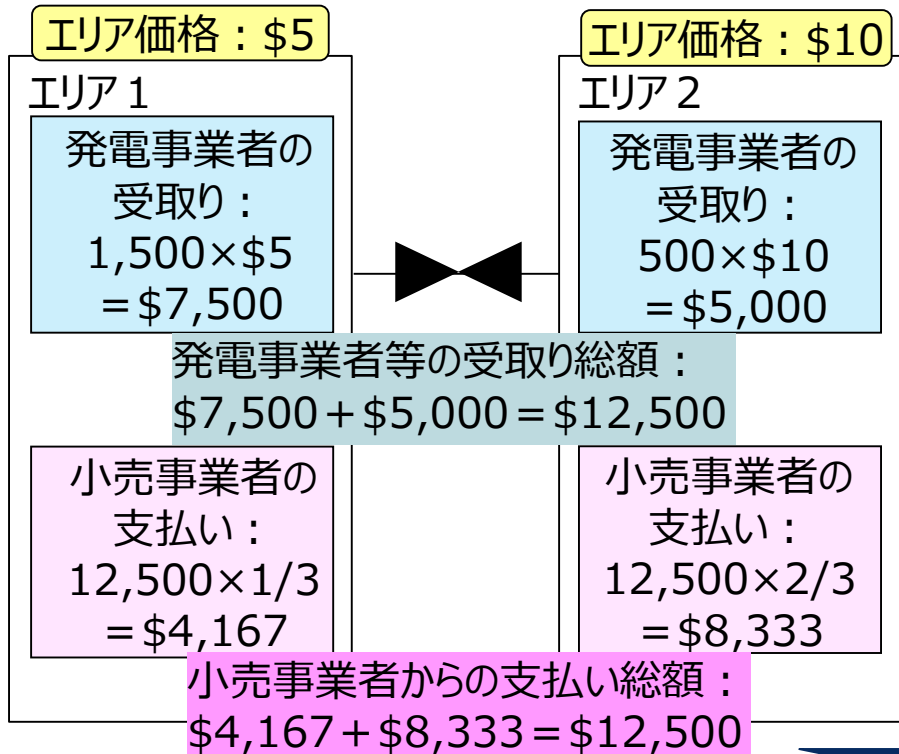 エリア価格：$5
エリア1
発電事業者の
受取り：
1,500×$5
＝$7,500
エリア価格：$10
エリア2
発電事業者の
受取り：
500×$10
＝$5,000
発電事業者等の受取り総額：
$7,500＋$5,000＝$12,500
小売事業者の
支払い：
12,500×1/3
＝$4,167
小売事業者の
支払い：
12,500×2/3
＝$8,333
小売事業者からの支払い総額：
$4,167＋$8,333＝$12,500